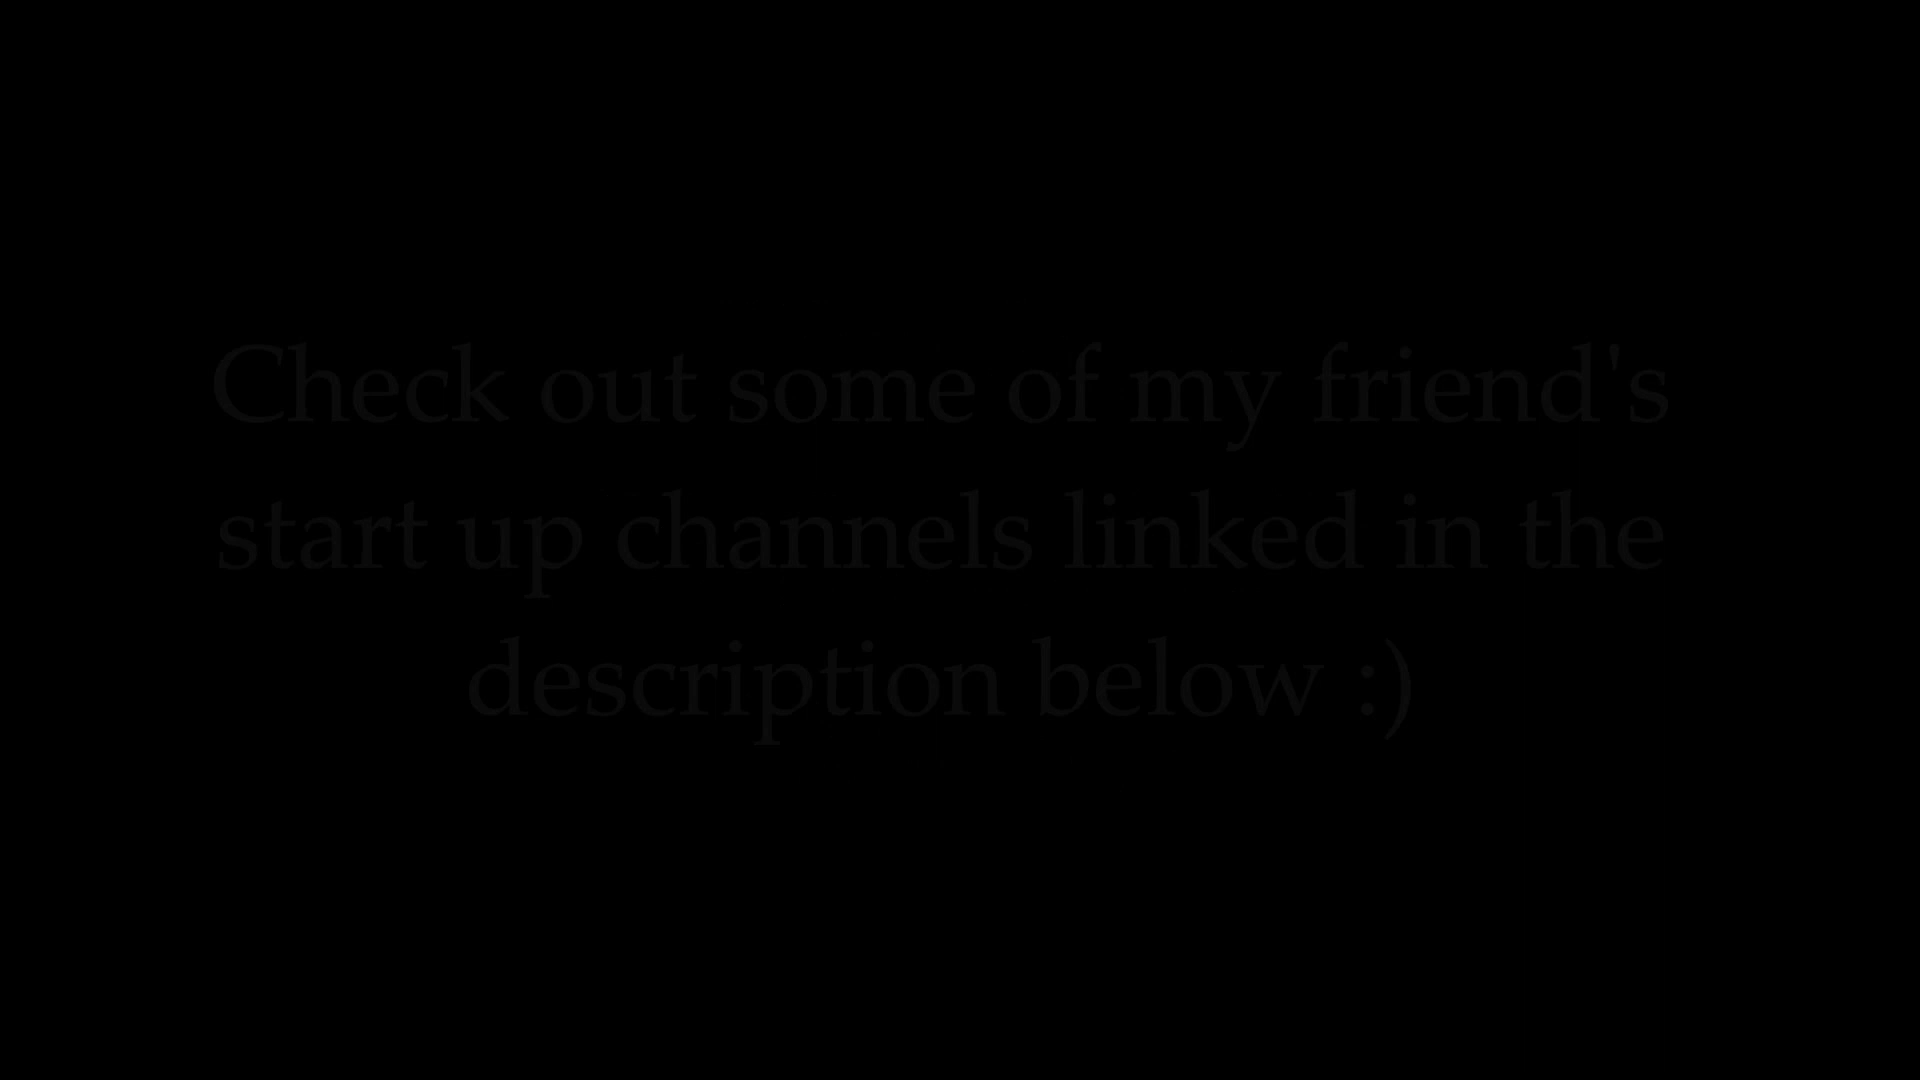 Check out some of my friend's
start up channels linked in the
description below :)